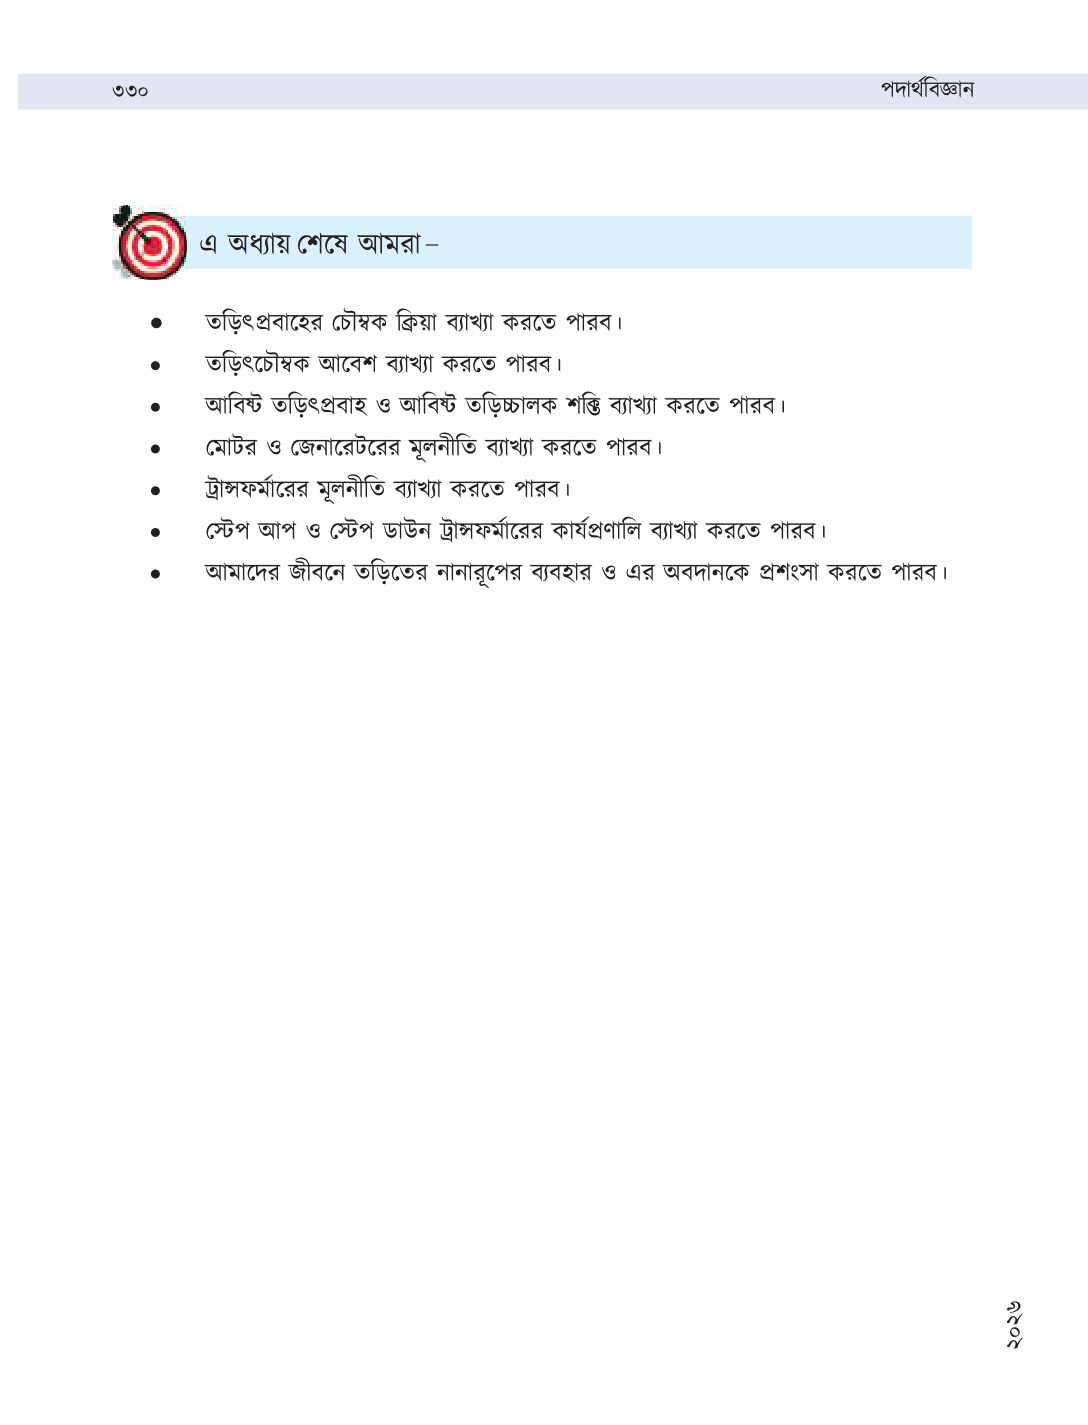 ৩৩০ পদার্থবিজ্ঞান
এ অধ্যায় শেষে আমরা –
● তড়িৎপ্রবাহের চৌম্বক ক্রিয়া ব্যাখ্যা করতে পারব।
● তড়িৎচৌম্বক আবেশ ব্যাখ্যা করতে পারব।
● আবিষ্ট তড়িৎপ্রবাহ ও আবিষ্ট তড়িচ্চালক শক্তি ব্যাখ্যা করতে পারব।
● মোটর ও জেনারেটরের মূলনীতি ব্যাখ্যা করতে পারব।
● ট্রান্সফর্মারের মূলনীতি ব্যাখ্যা করতে পারব।
● স্টেপ আপ ও স্টেপ ডাউন ট্রান্সফর্মারের কার্যপ্রণালি ব্যাখ্যা করতে পারব।
● আমাদের জীবনে তড়িতের নানারূপের ব্যবহার ও এর অবদানকে প্রশংসা করতে পারব।
২০২৬